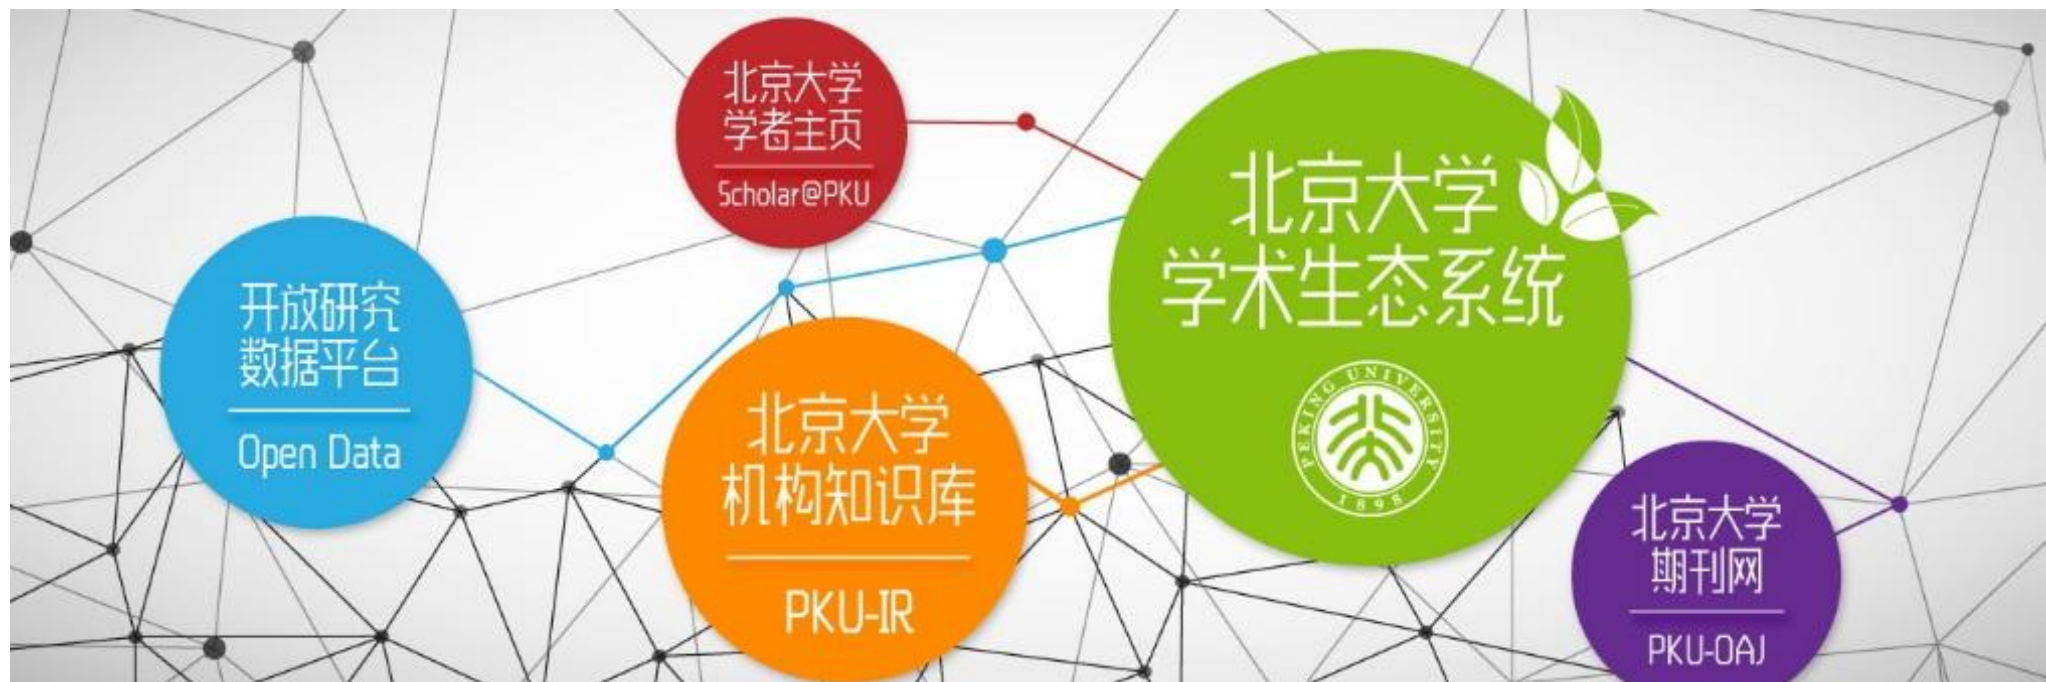 北京大学
学者主页
Scholar@PKU
开放研究
数据平台
Open Data
北京大学
机构知识库
PKU-IR
北京大学
学术生态系统
PEKING UNIVERSITY
1898
北京大学
期刊网
PKU-OAJ